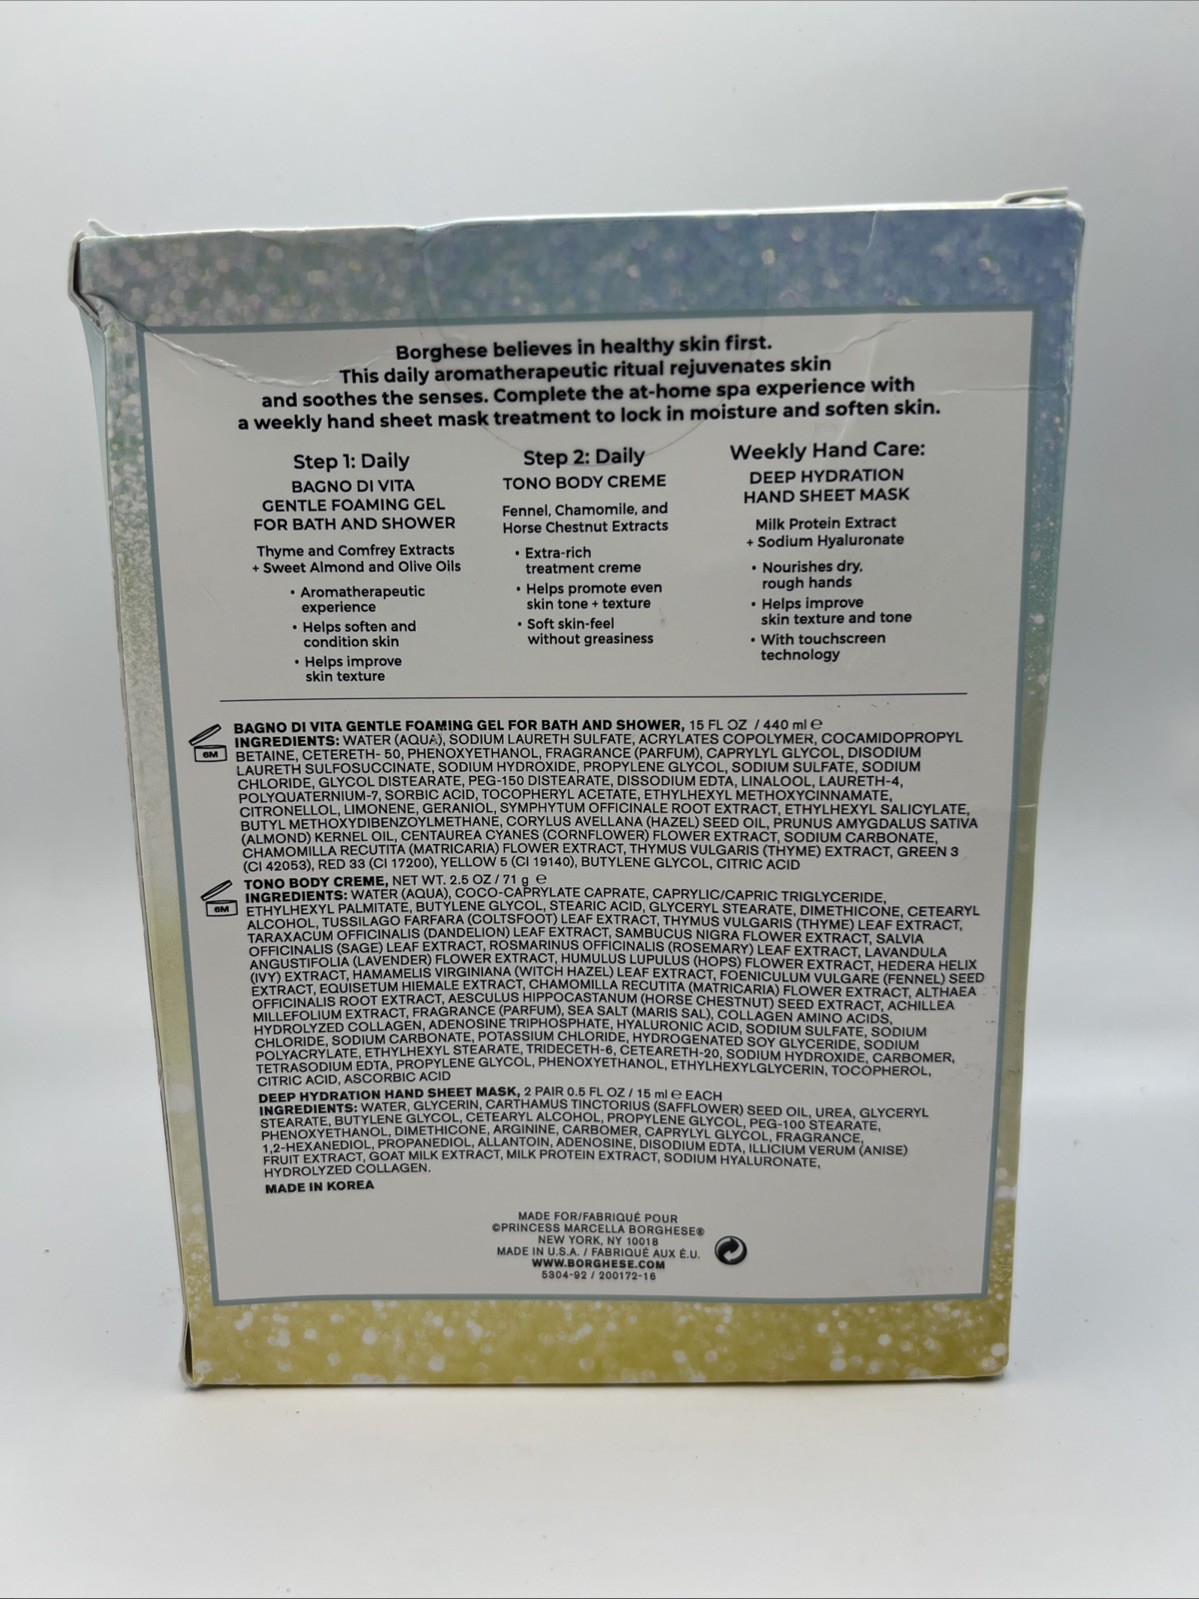 Borghese believes in healthy skin first.
This daily aromatherapeutic ritual rejuvenates skin
and soothes the senses. Complete the at-home spa experience with
a weekly hand sheet mask treatment to lock in moisture and soften skin.
Step 1: Daily
BAGNO DI VITA
GENTLE FOAMING GEL
FOR BATH AND SHOWER
Thyme and Comfrey Extracts
+ Sweet Almond and Olive Oils
• Aromatherapeutic
experience
• Helps soften and
condition skin
• Helps improve
skin texture
Step 2: Daily
TONO BODY CREME
Fennel, Chamomile, and
Horse Chestnut Extracts
• Extra-rich
treatment creme
• Helps promote even
skin tone + texture
• Soft skin-feel
without greasiness
Weekly Hand Care:
DEEP HYDRATION
HAND SHEET MASK
Milk Protein Extract
+ Sodium Hyaluronate
• Nourishes dry,
rough hands
• Helps improve
skin texture and tone
• With touchscreen
technology
6M
BAGNO DI VITA GENTLE FOAMING GEL FOR BATH AND SHOWER, 15 FL OZ / 440 ml ℮
INGREDIENTS: WATER (AQUA), SODIUM LAURETH SULFATE, ACRYLATES COPOLYMER, COCAMIDOPROPYL
BETAINE, CETERETH- 50, PHENOXYETHANOL, FRAGRANCE (PARFUM), CAPRYLYL GLYCOL, DISODIUM
LAURETH SULFOSUCCINATE, SODIUM HYDROXIDE, PROPYLENE GLYCOL, SODIUM SULFATE, SODIUM
CHLORIDE, GLYCOL DISTEARATE, PEG-150 DISTEARATE, DISSODIUM EDTA, LINALOOL, LAURETH-4,
POLYQUATERNIUM-7, SORBIC ACID, TOCOPHERYL ACETATE, ETHYLHEXYL METHOXYCINNAMATE,
CITRONELLOL, LIMONENE, GERANIOL, SYMPHYTUM OFFICINALE ROOT EXTRACT, ETHYLHEXYL SALICYLATE,
BUTYL METHOXYDIBENZOYLMETHANE, CORYLUS AVELLANA (HAZEL) SEED OIL, PRUNUS AMYGDALUS SATIVA
(ALMOND) KERNEL OIL, CENTAUREA CYANES (CORNFLOWER) FLOWER EXTRACT, SODIUM CARBONATE,
CHAMOMILLA RECUTITA (MATRICARIA) FLOWER EXTRACT, THYMUS VULGARIS (THYME) EXTRACT, GREEN 3
(CI 42053), RED 33 (CI 17200), YELLOW 5 (CI 19140), BUTYLENE GLYCOL, CITRIC ACID
6M
TONO BODY CREME, NET WT. 2.5 OZ / 71 g ℮
INGREDIENTS: WATER (AQUA), COCO-CAPRYLATE CAPRATE, CAPRYLIC/CAPRIC TRIGLYCERIDE,
ETHYLHEXYL PALMITATE, BUTYLENE GLYCOL, STEARIC ACID, GLYCERYL STEARATE, DIMETHICONE, CETEARYL
ALCOHOL, TUSSILAGO FARFARA (COLTSFOOT) LEAF EXTRACT, THYMUS VULGARIS (THYME) LEAF EXTRACT,
TARAXACUM OFFICINALIS (DANDELION) LEAF EXTRACT, SAMBUCUS NIGRA FLOWER EXTRACT, SALVIA
OFFICINALIS (SAGE) LEAF EXTRACT, ROSMARINUS OFFICINALIS (ROSEMARY) LEAF EXTRACT, LAVANDULA
ANGUSTIFOLIA (LAVENDER) FLOWER EXTRACT, HUMULUS LUPULUS (HOPS) FLOWER EXTRACT, HEDERA HELIX
(IVY) EXTRACT, HAMAMELIS VIRGINIANA (WITCH HAZEL) LEAF EXTRACT, FOENICULUM VULGARE (FENNEL) SEED
EXTRACT, EQUISETUM HIEMALE EXTRACT, CHAMOMILLA RECUTITA (MATRICARIA) FLOWER EXTRACT, ALTHAEA
OFFICINALIS ROOT EXTRACT, AESCULUS HIPPOCASTANUM (HORSE CHESTNUT) SEED EXTRACT, ACHILLEA
MILLEFOLIUM EXTRACT, FRAGRANCE (PARFUM), SEA SALT (MARIS SAL), COLLAGEN AMINO ACIDS,
HYDROLYZED COLLAGEN, ADENOSINE TRIPHOSPHATE, HYALURONIC ACID, SODIUM SULFATE, SODIUM
CHLORIDE, SODIUM CARBONATE, POTASSIUM CHLORIDE, HYDROGENATED SOY GLYCERIDE, SODIUM
POLYACRYLATE, ETHYLHEXYL STEARATE, TRIDECETH-6, CETEARETH-20, SODIUM HYDROXIDE, CARBOMER,
TETRASODIUM EDTA, PROPYLENE GLYCOL, PHENOXYETHANOL, ETHYLHEXYLGLYCERIN, TOCOPHEROL,
CITRIC ACID, ASCORBIC ACID
DEEP HYDRATION HAND SHEET MASK, 2 PAIR 0.5 FL OZ / 15 ml ℮ EACH
INGREDIENTS: WATER, GLYCERIN, CARTHAMUS TINCTORIUS (SAFFLOWER) SEED OIL, UREA, GLYCERYL
STEARATE, BUTYLENE GLYCOL, CETEARYL ALCOHOL, PROPYLENE GLYCOL, PEG-100 STEARATE,
PHENOXYETHANOL, DIMETHICONE, ARGININE, CARBOMER, CAPRYLYL GLYCOL, FRAGRANCE,
1,2-HEXANEDIOL, PROPANEDIOL, ALLANTOIN, ADENOSINE, DISODIUM EDTA, ILLICIUM VERUM (ANISE)
FRUIT EXTRACT, GOAT MILK EXTRACT, MILK PROTEIN EXTRACT, SODIUM HYALURONATE,
HYDROLYZED COLLAGEN.
MADE IN KOREA
MADE FOR/FABRIQUÉ POUR
©PRINCESS MARCELLA BORGHESE®
NEW YORK, NY 10018
MADE IN U.S.A. / FABRIQUÉ AUX É.U.
WWW.BORGHESE.COM
5304-92 / 200172-16